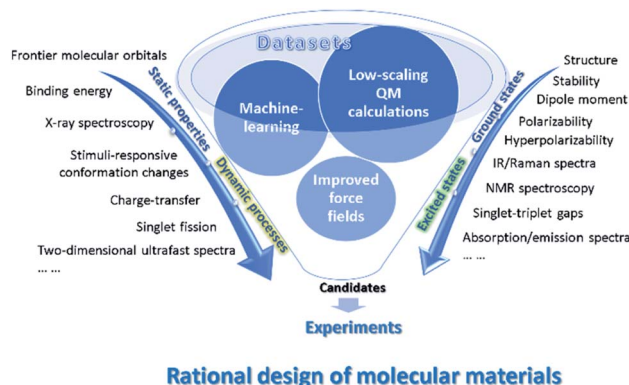 Datasets
Machine-
learning
Low-scaling
QM
calculations
Improved
force
fields
Frontier molecular orbitals
Binding energy
X-ray spectroscopy
Stimuli-responsive
conformation changes
Charge-transfer
Singlet fission
Two-dimensional ultrafast spectra
... ...
Static properties
Dynamic processes
Ground states
Excited states
Structure
Stability
Dipole moment
Polarizability
Hyperpolarizability
IR/Raman spectra
NMR spectroscopy
Singlet-triplet gaps
Absorption/emission spectra
... ...
Candidates
Experiments
Rational design of molecular materials